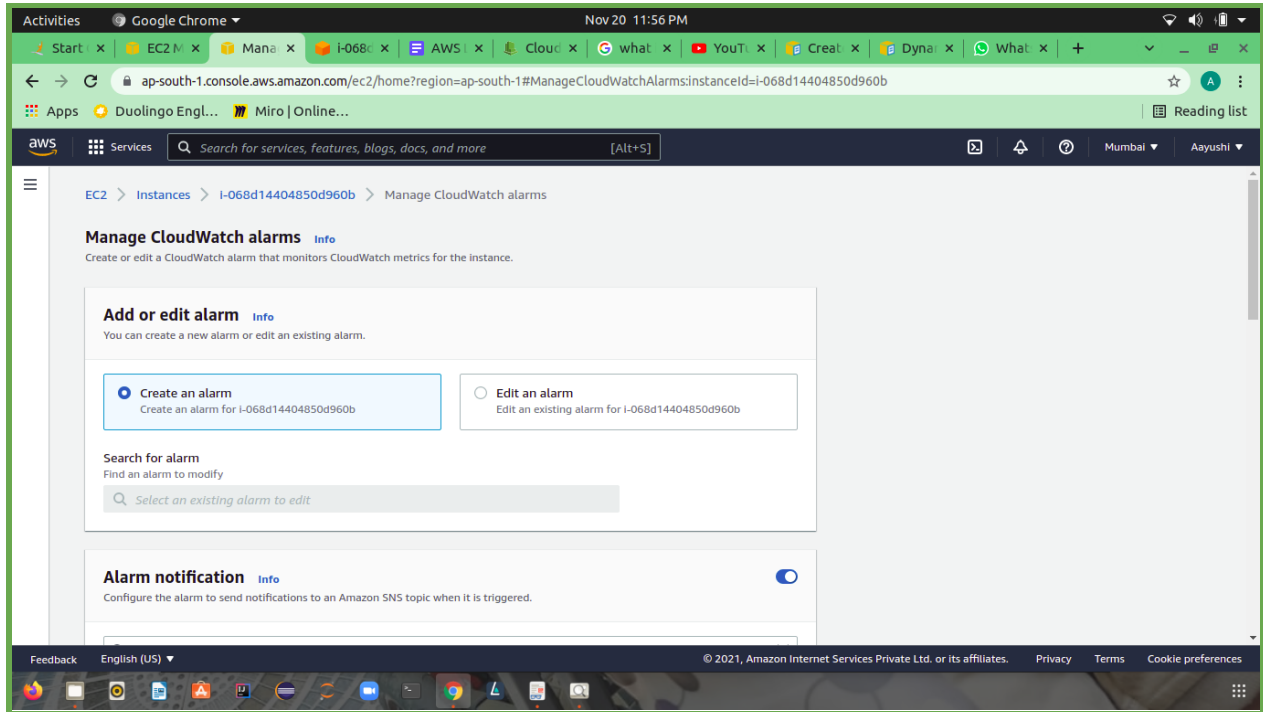 Activities Google Chrome Nov 20 11:56 PM
Start EC2 M Mana i-068d AWS L Cloud what YouTu Creat Dynar What
ap-south-1.console.aws.amazon.com/ec2/home?region=ap-south-1#ManageCloudWatchAlarms:instanceId=i-068d14404850d960b A
Apps Duolingo Engl... Miro | Online... Reading list
aws Services Search for services, features, blogs, docs, and more [Alt+S] Mumbai Aayushi
EC2 > Instances > i-068d14404850d960b > Manage CloudWatch alarms
Manage CloudWatch alarms Info
Create or edit a CloudWatch alarm that monitors CloudWatch metrics for the instance.
Add or edit alarm Info
You can create a new alarm or edit an existing alarm.
Create an alarm Edit an alarm
Create an alarm for i-068d14404850d960b Edit an existing alarm for i-068d14404850d960b
Search for alarm
Find an alarm to modify
Select an existing alarm to edit
Alarm notification Info
Configure the alarm to send notifications to an Amazon SNS topic when it is triggered.
Feedback English (US) © 2021, Amazon Internet Services Private Ltd. or its affiliates. Privacy Terms Cookie preferences